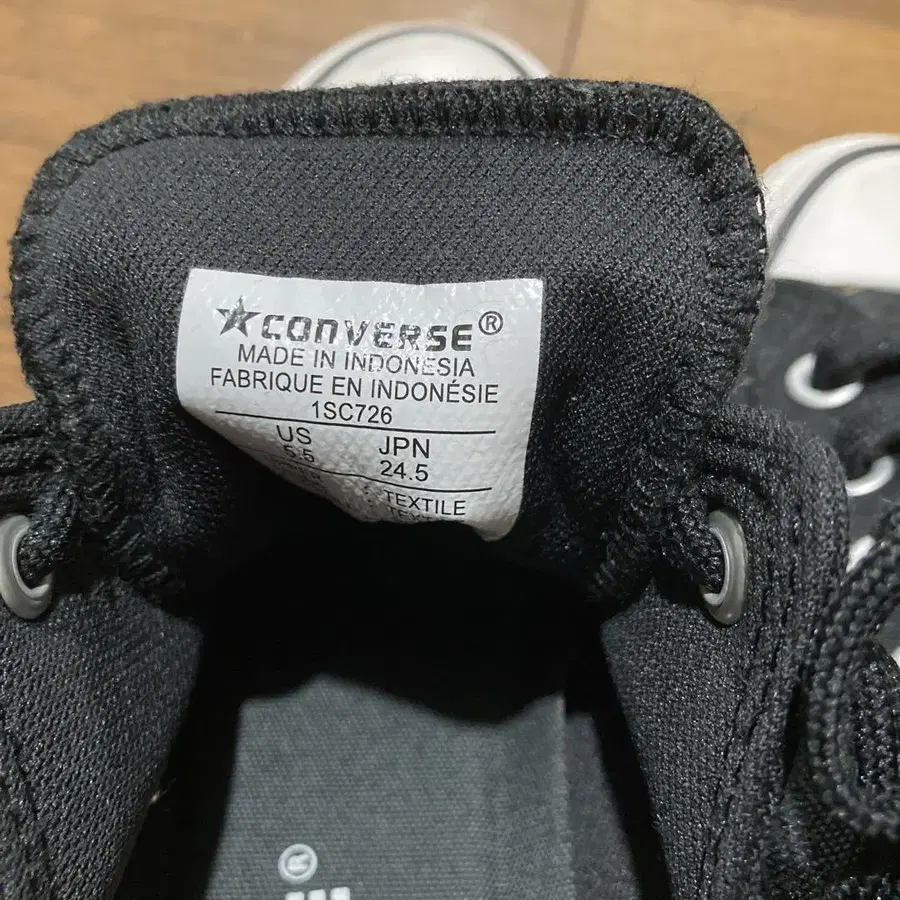 CONVERSE®
MADE IN INDONESIA
FABRIQUE EN INDONÉSIE
1SC726
US JPN
5.5 24.5
TEXTILE
®